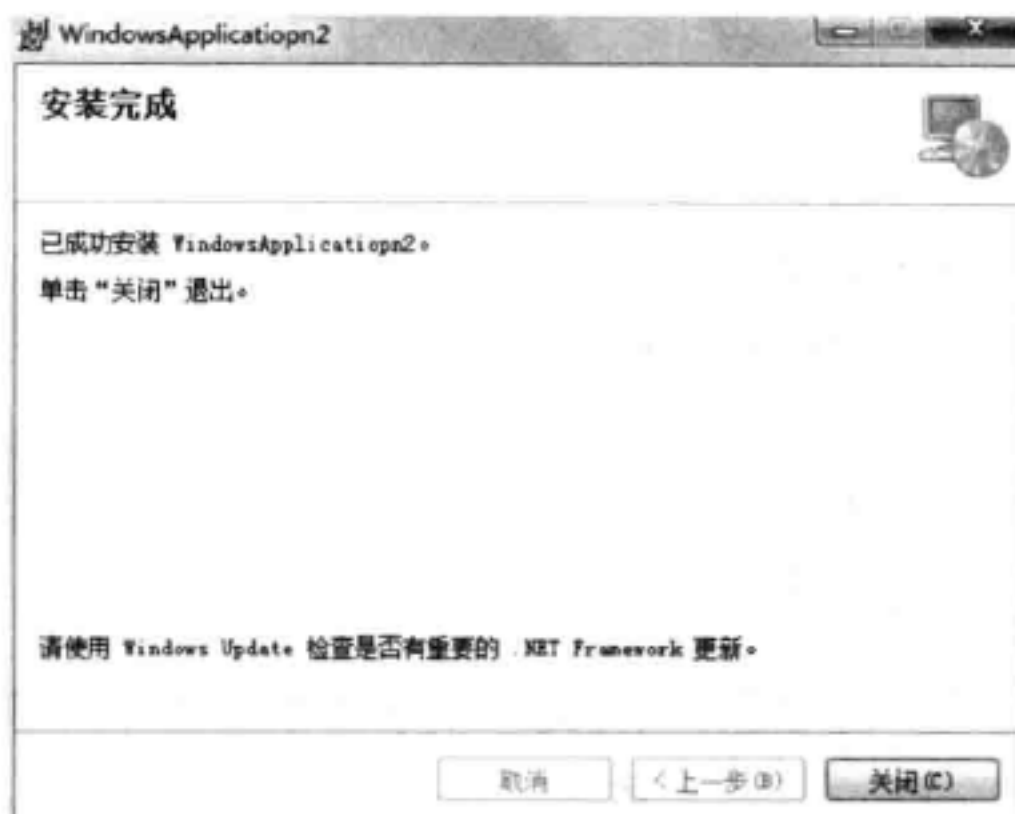 WindowsApplicatiopn2
安装完成
已成功安装 WindowsApplicatiopn2。
单击“关闭”退出。
请使用 Windows Update 检查是否有重要的 .NET Framework 更新。
取消
<上一步(B)
关闭(C)